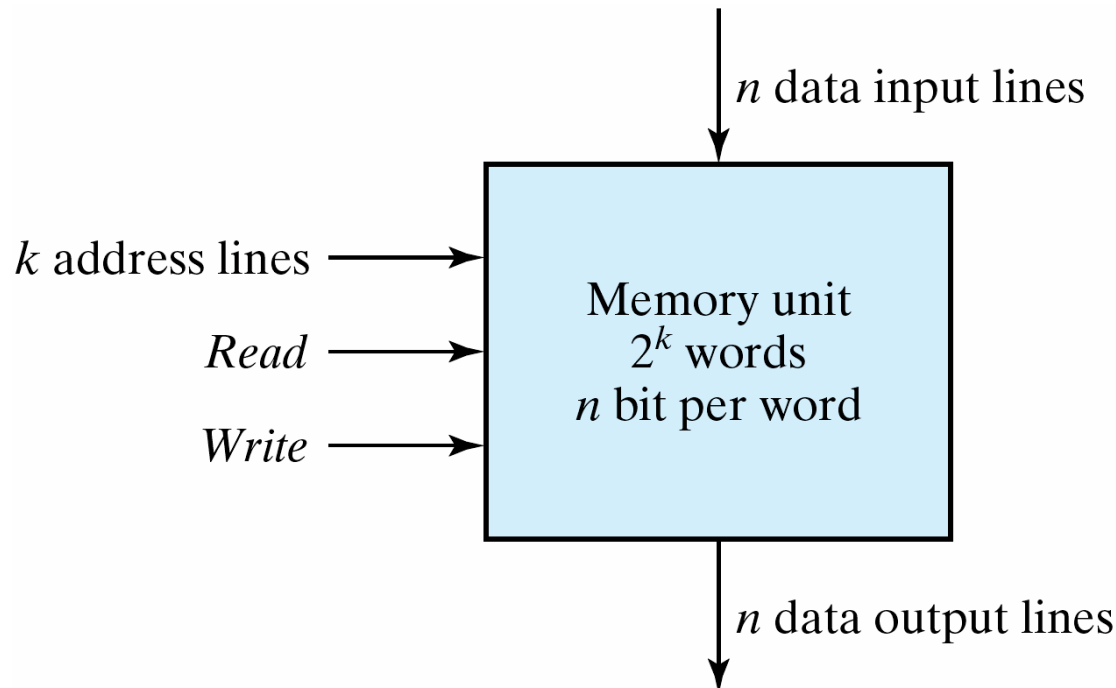 n data input lines
k address lines
Read
Write
Memory unit
2^k words
n bit per word
n data output lines